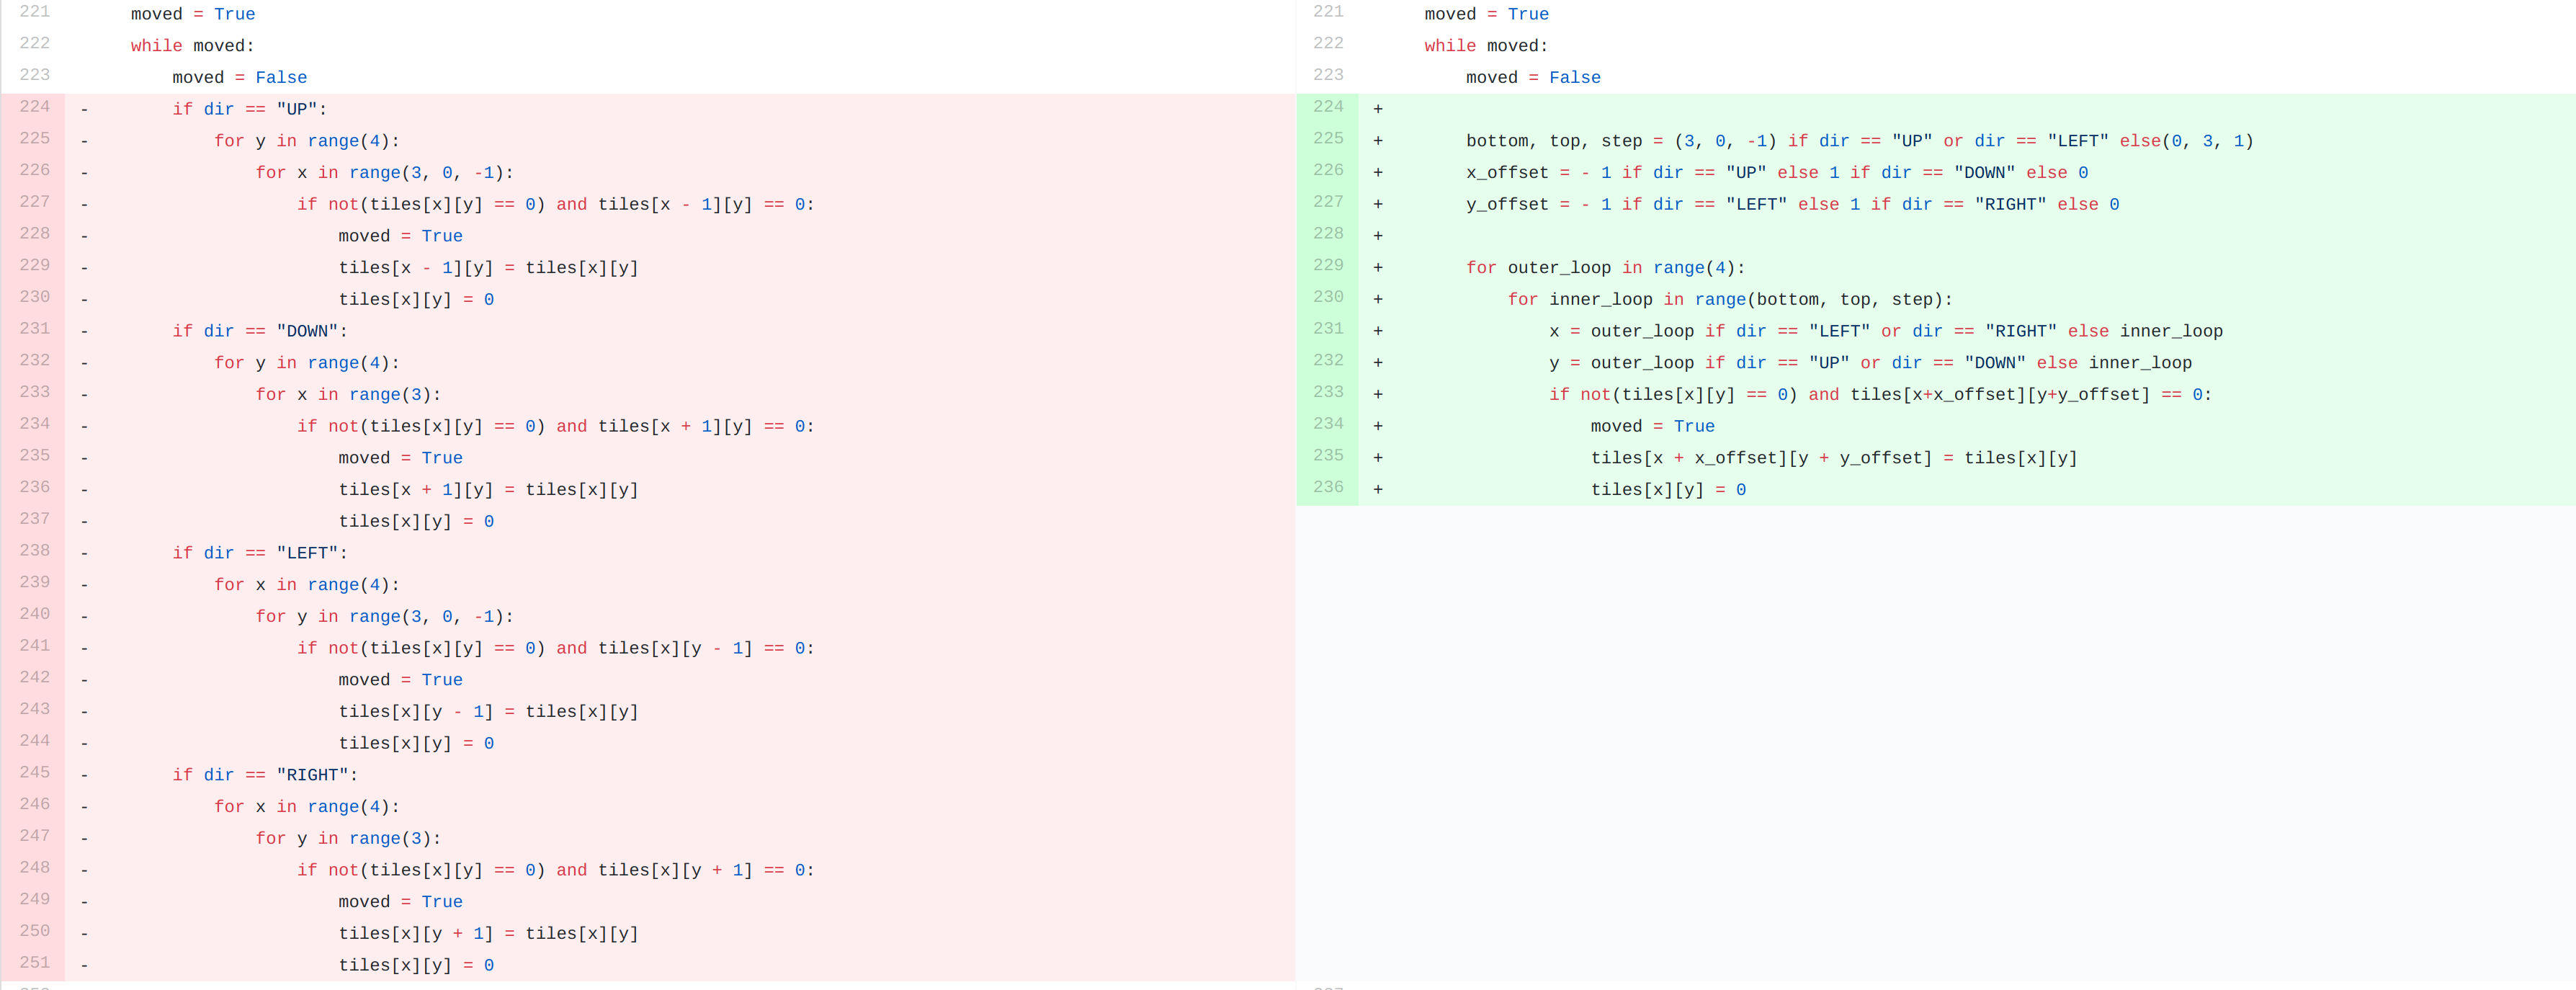 221 moved = True
222 while moved:
223 moved = False
224 - if dir == "UP":
225 - for y in range(4):
226 - for x in range(3, 0, -1):
227 - if not(tiles[x][y] == 0) and tiles[x - 1][y] == 0:
228 - moved = True
229 - tiles[x - 1][y] = tiles[x][y]
230 - tiles[x][y] = 0
231 - if dir == "DOWN":
232 - for y in range(4):
233 - for x in range(3):
234 - if not(tiles[x][y] == 0) and tiles[x + 1][y] == 0:
235 - moved = True
236 - tiles[x + 1][y] = tiles[x][y]
237 - tiles[x][y] = 0
238 - if dir == "LEFT":
239 - for x in range(4):
240 - for y in range(3, 0, -1):
241 - if not(tiles[x][y] == 0) and tiles[x][y - 1] == 0:
242 - moved = True
243 - tiles[x][y - 1] = tiles[x][y]
244 - tiles[x][y] = 0
245 - if dir == "RIGHT":
246 - for x in range(4):
247 - for y in range(3):
248 - if not(tiles[x][y] == 0) and tiles[x][y + 1] == 0:
249 - moved = True
250 - tiles[x][y + 1] = tiles[x][y]
251 - tiles[x][y] = 0
221 moved = True
222 while moved:
223 moved = False
224 +
225 + bottom, top, step = (3, 0, -1) if dir == "UP" or dir == "LEFT" else(0, 3, 1)
226 + x_offset = - 1 if dir == "UP" else 1 if dir == "DOWN" else 0
227 + y_offset = - 1 if dir == "LEFT" else 1 if dir == "RIGHT" else 0
228 +
229 + for outer_loop in range(4):
230 + for inner_loop in range(bottom, top, step):
231 + x = outer_loop if dir == "LEFT" or dir == "RIGHT" else inner_loop
232 + y = outer_loop if dir == "UP" or dir == "DOWN" else inner_loop
233 + if not(tiles[x][y] == 0) and tiles[x+x_offset][y+y_offset] == 0:
234 + moved = True
235 + tiles[x + x_offset][y + y_offset] = tiles[x][y]
236 + tiles[x][y] = 0